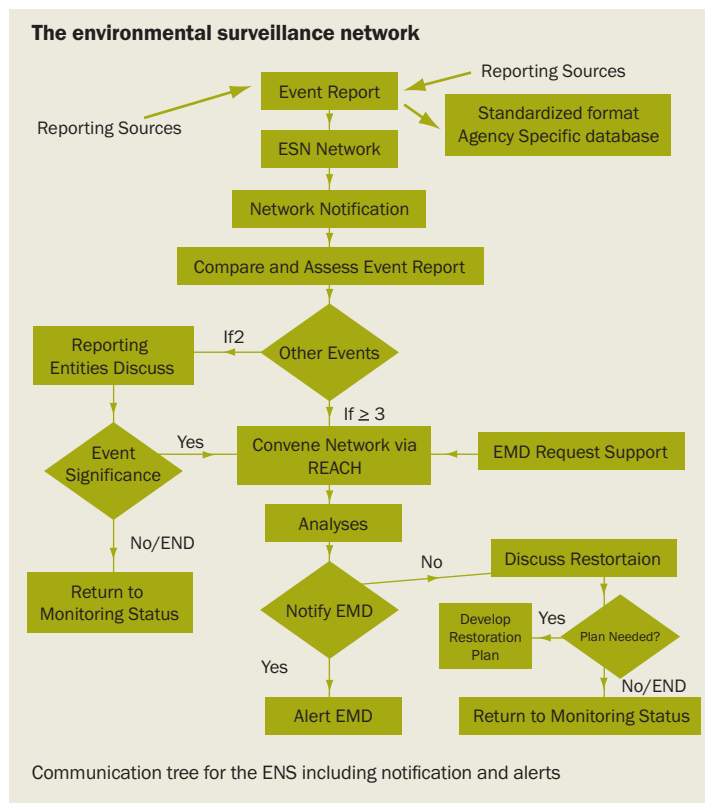 The environmental surveillance network
Reporting Sources
Event Report
Standardized format
Agency Specific database
Reporting Sources
ESN Network
Network Notification
Compare and Assess Event Report
Other Events
If2
Reporting
Entities Discuss
If ≥ 3
Event
Significance
Yes
Convene Network via
REACH
EMD Request Support
Analyses
No/END
Return to
Monitoring Status
Notify EMD
No
Discuss Restortaion
Plan Needed?
Yes
Develop
Restoration
Plan
Yes
Alert EMD
No/END
Return to Monitoring Status
Communication tree for the ENS including notification and alerts